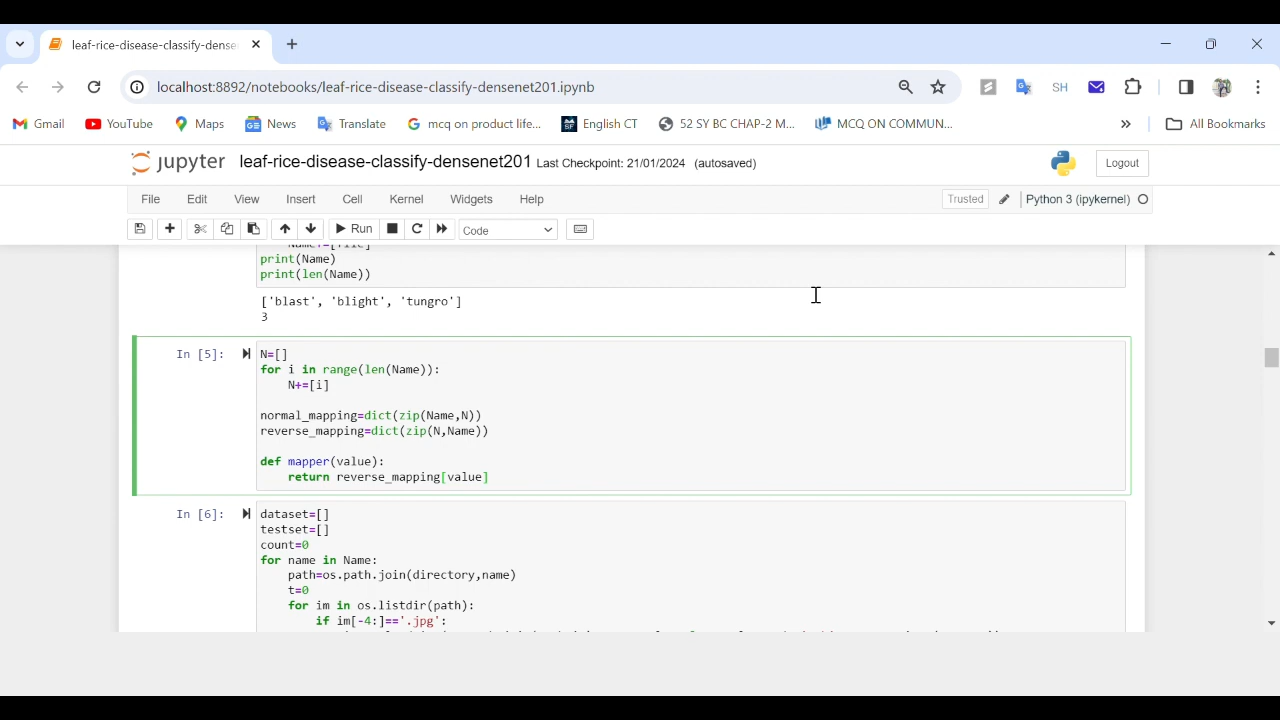 leaf-rice-disease-classify-dense
localhost:8892/notebooks/leaf-rice-disease-classify-densenet201.ipynb
SH
Gmail YouTube Maps News Translate mcq on product life... English CT 52 SY BC CHAP-2 M... MCQ ON COMMUN... » All Bookmarks
jupyter leaf-rice-disease-classify-densenet201 Last Checkpoint: 21/01/2024 (autosaved) Logout
File Edit View Insert Cell Kernel Widgets Help Trusted Python 3 (ipykernel)
Run Code
print(Name)
print(len(Name))
['blast', 'blight', 'tungro']
3
In [5]: N=[]
for i in range(len(Name)):
N+=[i]
normal_mapping=dict(zip(Name,N))
reverse_mapping=dict(zip(N,Name))
def mapper(value):
return reverse_mapping[value]
In [6]: dataset=[]
testset=[]
count=0
for name in Name:
path=os.path.join(directory,name)
t=0
for im in os.listdir(path):
if im[-4:]=='.jpg':